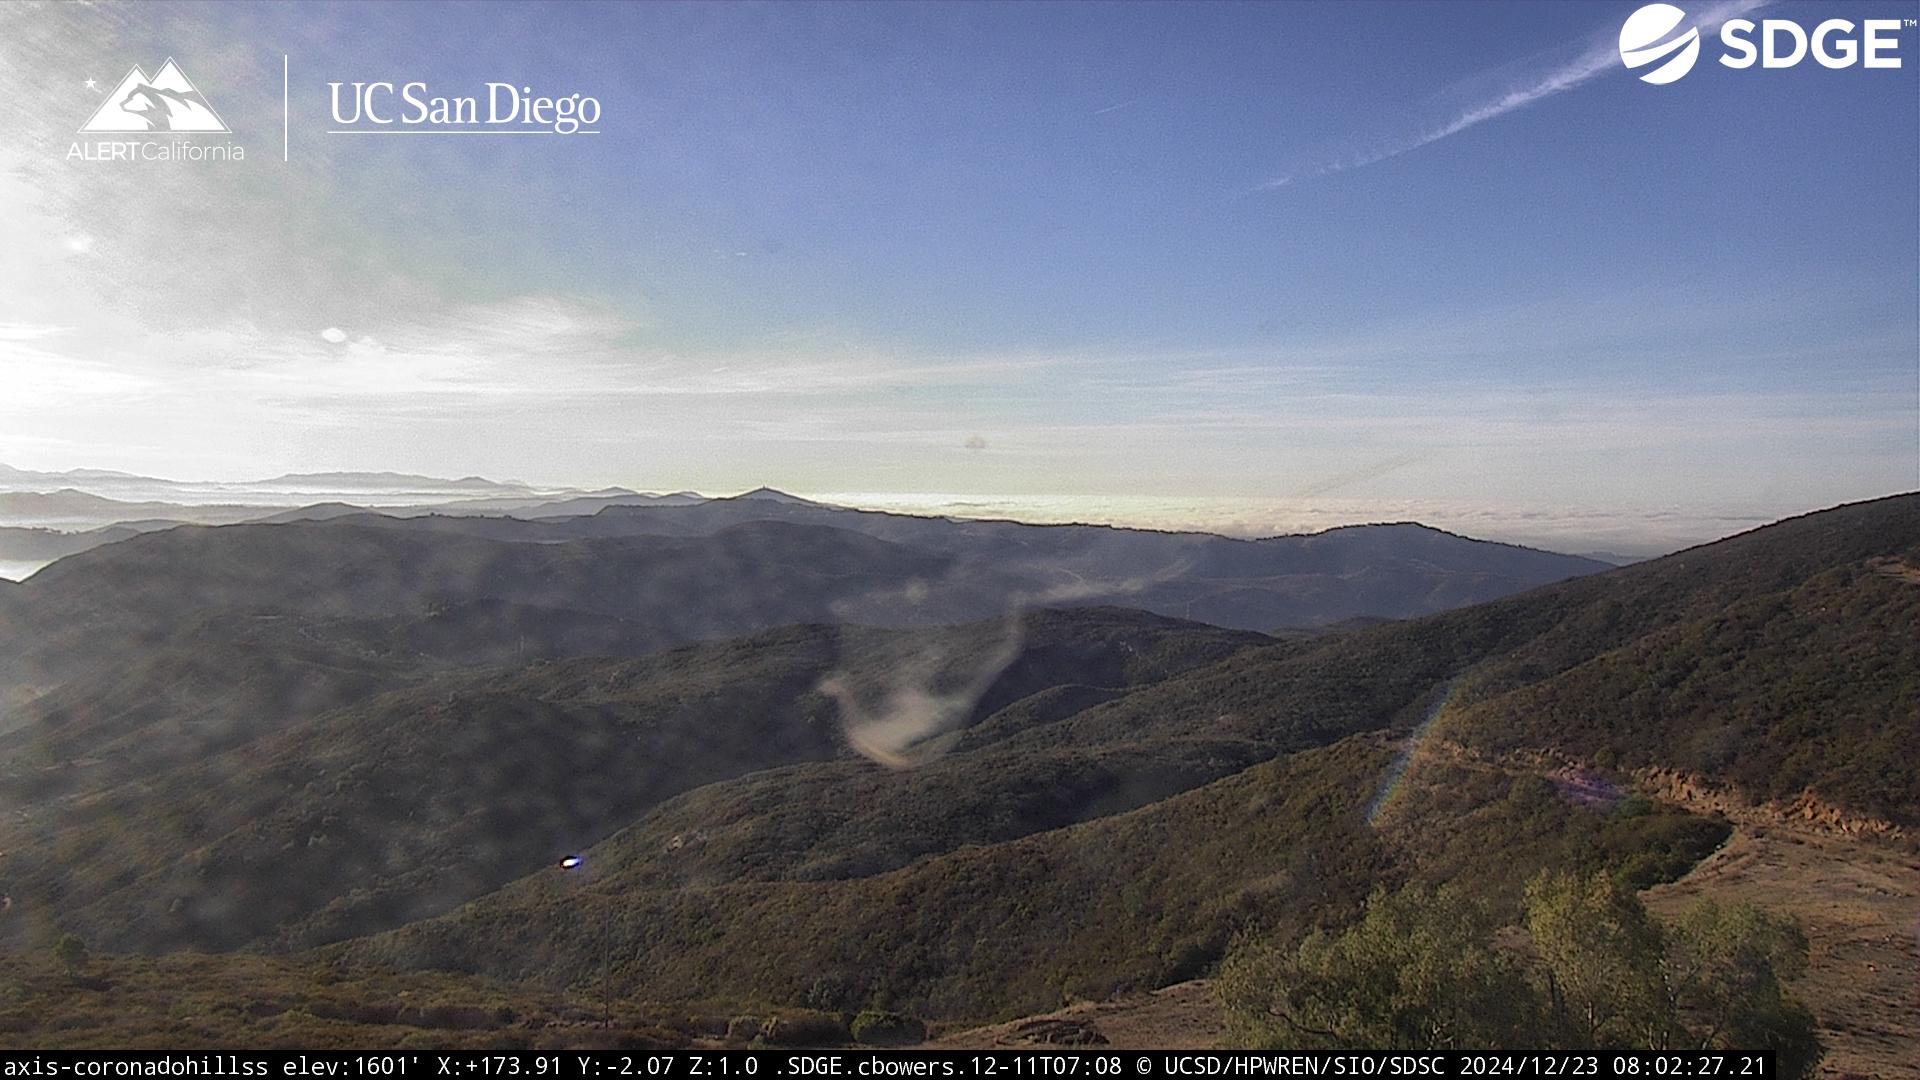 ALERTCalifornia
UC San Diego
SDGE™
axis-coronadohillss elev:1601' X:+173.91 Y:-2.07 Z:1.0 .SDGE.cbowers.12-11T07:08 © UCSD/HPWREN/SIO/SDSC 2024/12/23 08:02:27.21